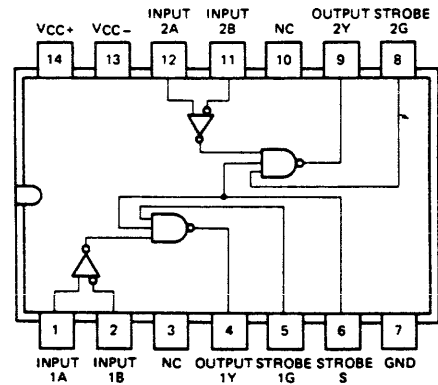 INPUT INPUT OUTPUT STROBE
VCC+ VCC− 2A 2B NC 2Y 2G
14 13 12 11 10 9 8
1 2 3 4 5 6 7
INPUT INPUT NC OUTPUT STROBE STROBE GND
1A 1B 1Y 1G S